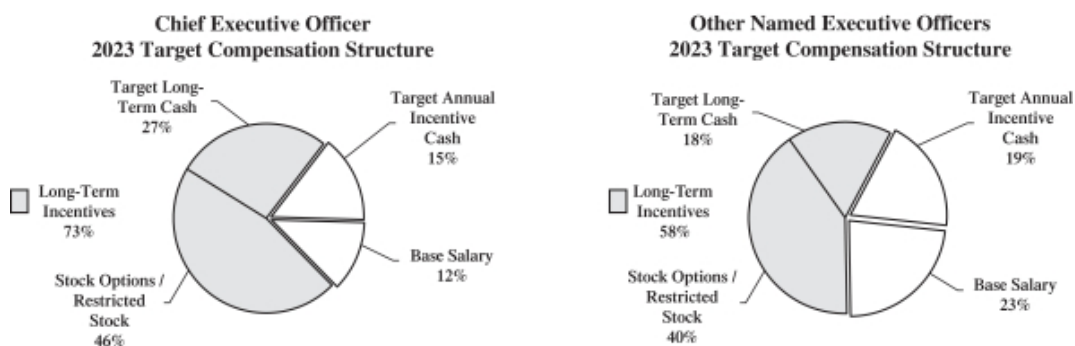 Chief Executive Officer
2023 Target Compensation Structure
Target Long-
Term Cash
27%
Target Annual
Incentive
Cash
15%
Long-Term
Incentives
73%
Base Salary
12%
Stock Options /
Restricted
Stock
46%
Other Named Executive Officers
2023 Target Compensation Structure
Target Long-
Term Cash
18%
Target Annual
Incentive
Cash
19%
Long-Term
Incentives
58%
Base Salary
23%
Stock Options /
Restricted
Stock
40%